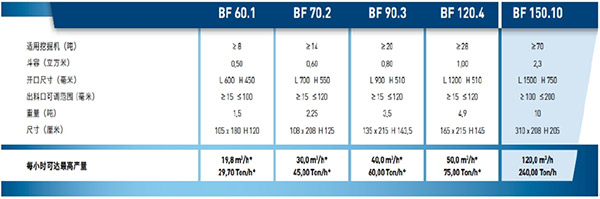 BF 60.1 BF 70.2 BF 90.3 BF 120.4 BF 150.10
适用挖掘机（吨） ≥8 ≥14 ≥20 ≥28 ≥70
斗容（立方米） 0,50 0,60 0,80 1,00 2,3
开口尺寸（毫米） L 600 H 450 L 700 H 550 L 900 H 510 L 1200 H 510 L 1500 H 750
出料口可调范围（毫米） ≥15 ≤100 ≥15 ≤120 ≥15 ≤120 ≥15 ≤120 ≥100 ≤200
重量（吨） 1,5 2,25 3,5 4,9 10
尺寸（厘米） 105 x 180 H 120 108 x 208 H 125 135 x 215 H 143,5 165 x 215 H 145 310 x 208 H 205
每小时可达最高产量 19,8 m³/h* 30,0 m³/h* 40,0 m³/h* 50,0 m³/h* 120,0 m³/h
29,70 Ton/h* 45,00 Ton/h* 60,00 Ton/h* 75,00 Ton/h* 240,00 Ton/h